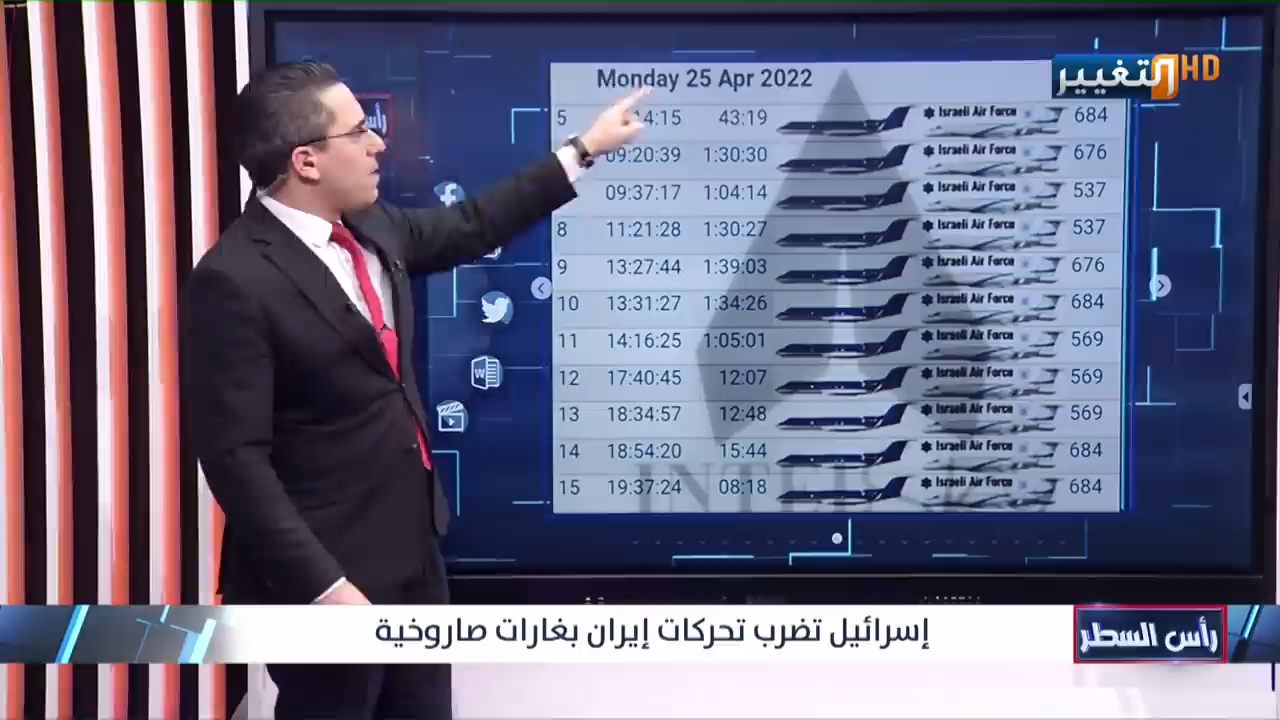 التغيير HD
Monday 25 Apr 2022
5 14:15 43:19 Israeli Air Force 684
09:20:39 1:30:30 Israeli Air Force 676
09:37:17 1:04:14 Israeli Air Force 537
8 11:21:28 1:30:27 Israeli Air Force 537
9 13:27:44 1:39:03 Israeli Air Force 676
10 13:31:27 1:34:26 Israeli Air Force 684
11 14:16:25 1:05:01 Israeli Air Force 569
12 17:40:45 12:07 Israeli Air Force 569
13 18:34:57 12:48 Israeli Air Force 569
14 18:54:20 15:44 Israeli Air Force 684
15 19:37:24 08:18 Israeli Air Force 684
رأس السطر
إسرائيل تضرب تحركات إيران بغارات صاروخية